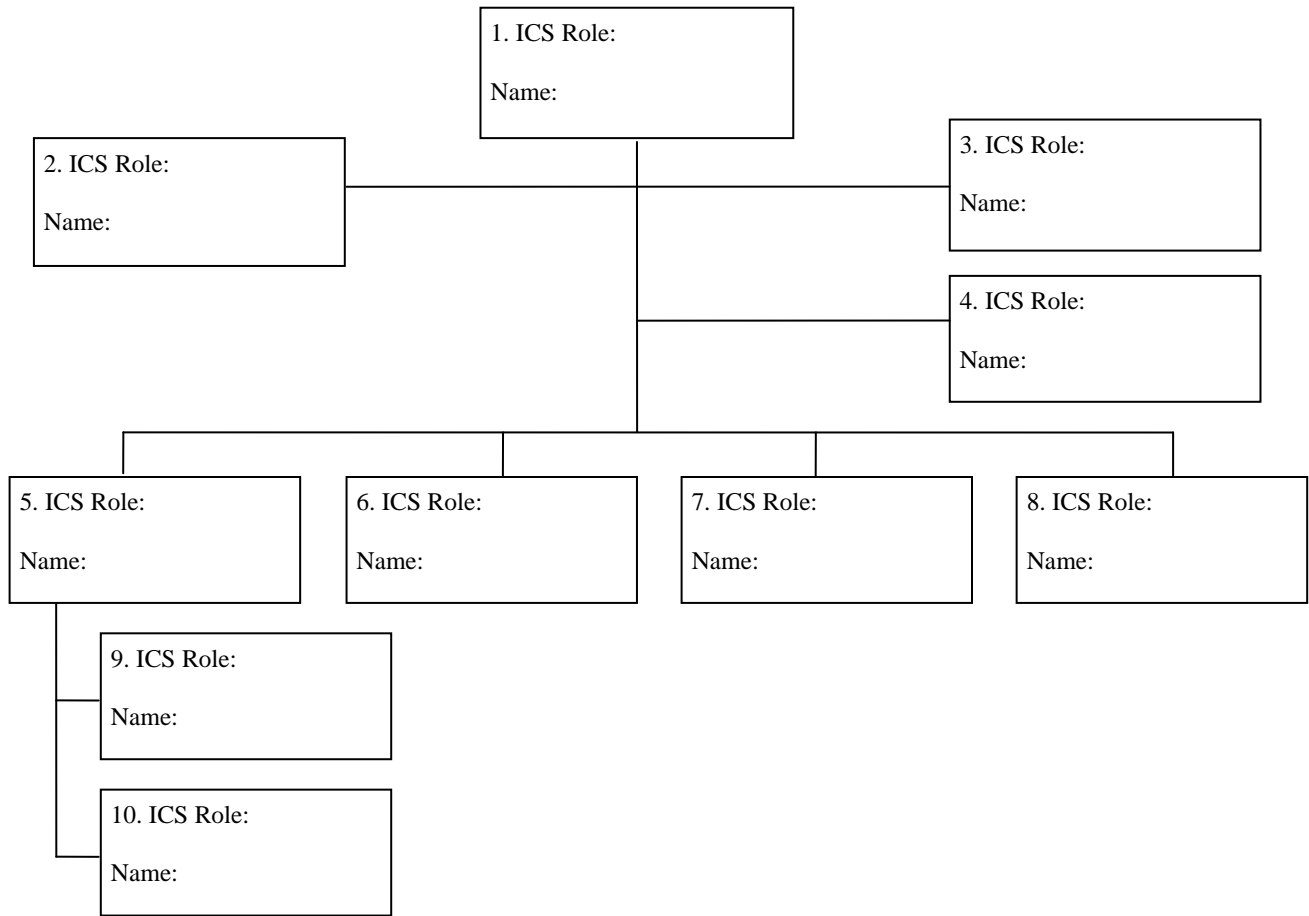 1. ICS Role:
Name:
2. ICS Role:
Name:
3. ICS Role:
Name:
4. ICS Role:
Name:
5. ICS Role:
Name:
6. ICS Role:
Name:
7. ICS Role:
Name:
8. ICS Role:
Name:
9. ICS Role:
Name:
10. ICS Role:
Name: